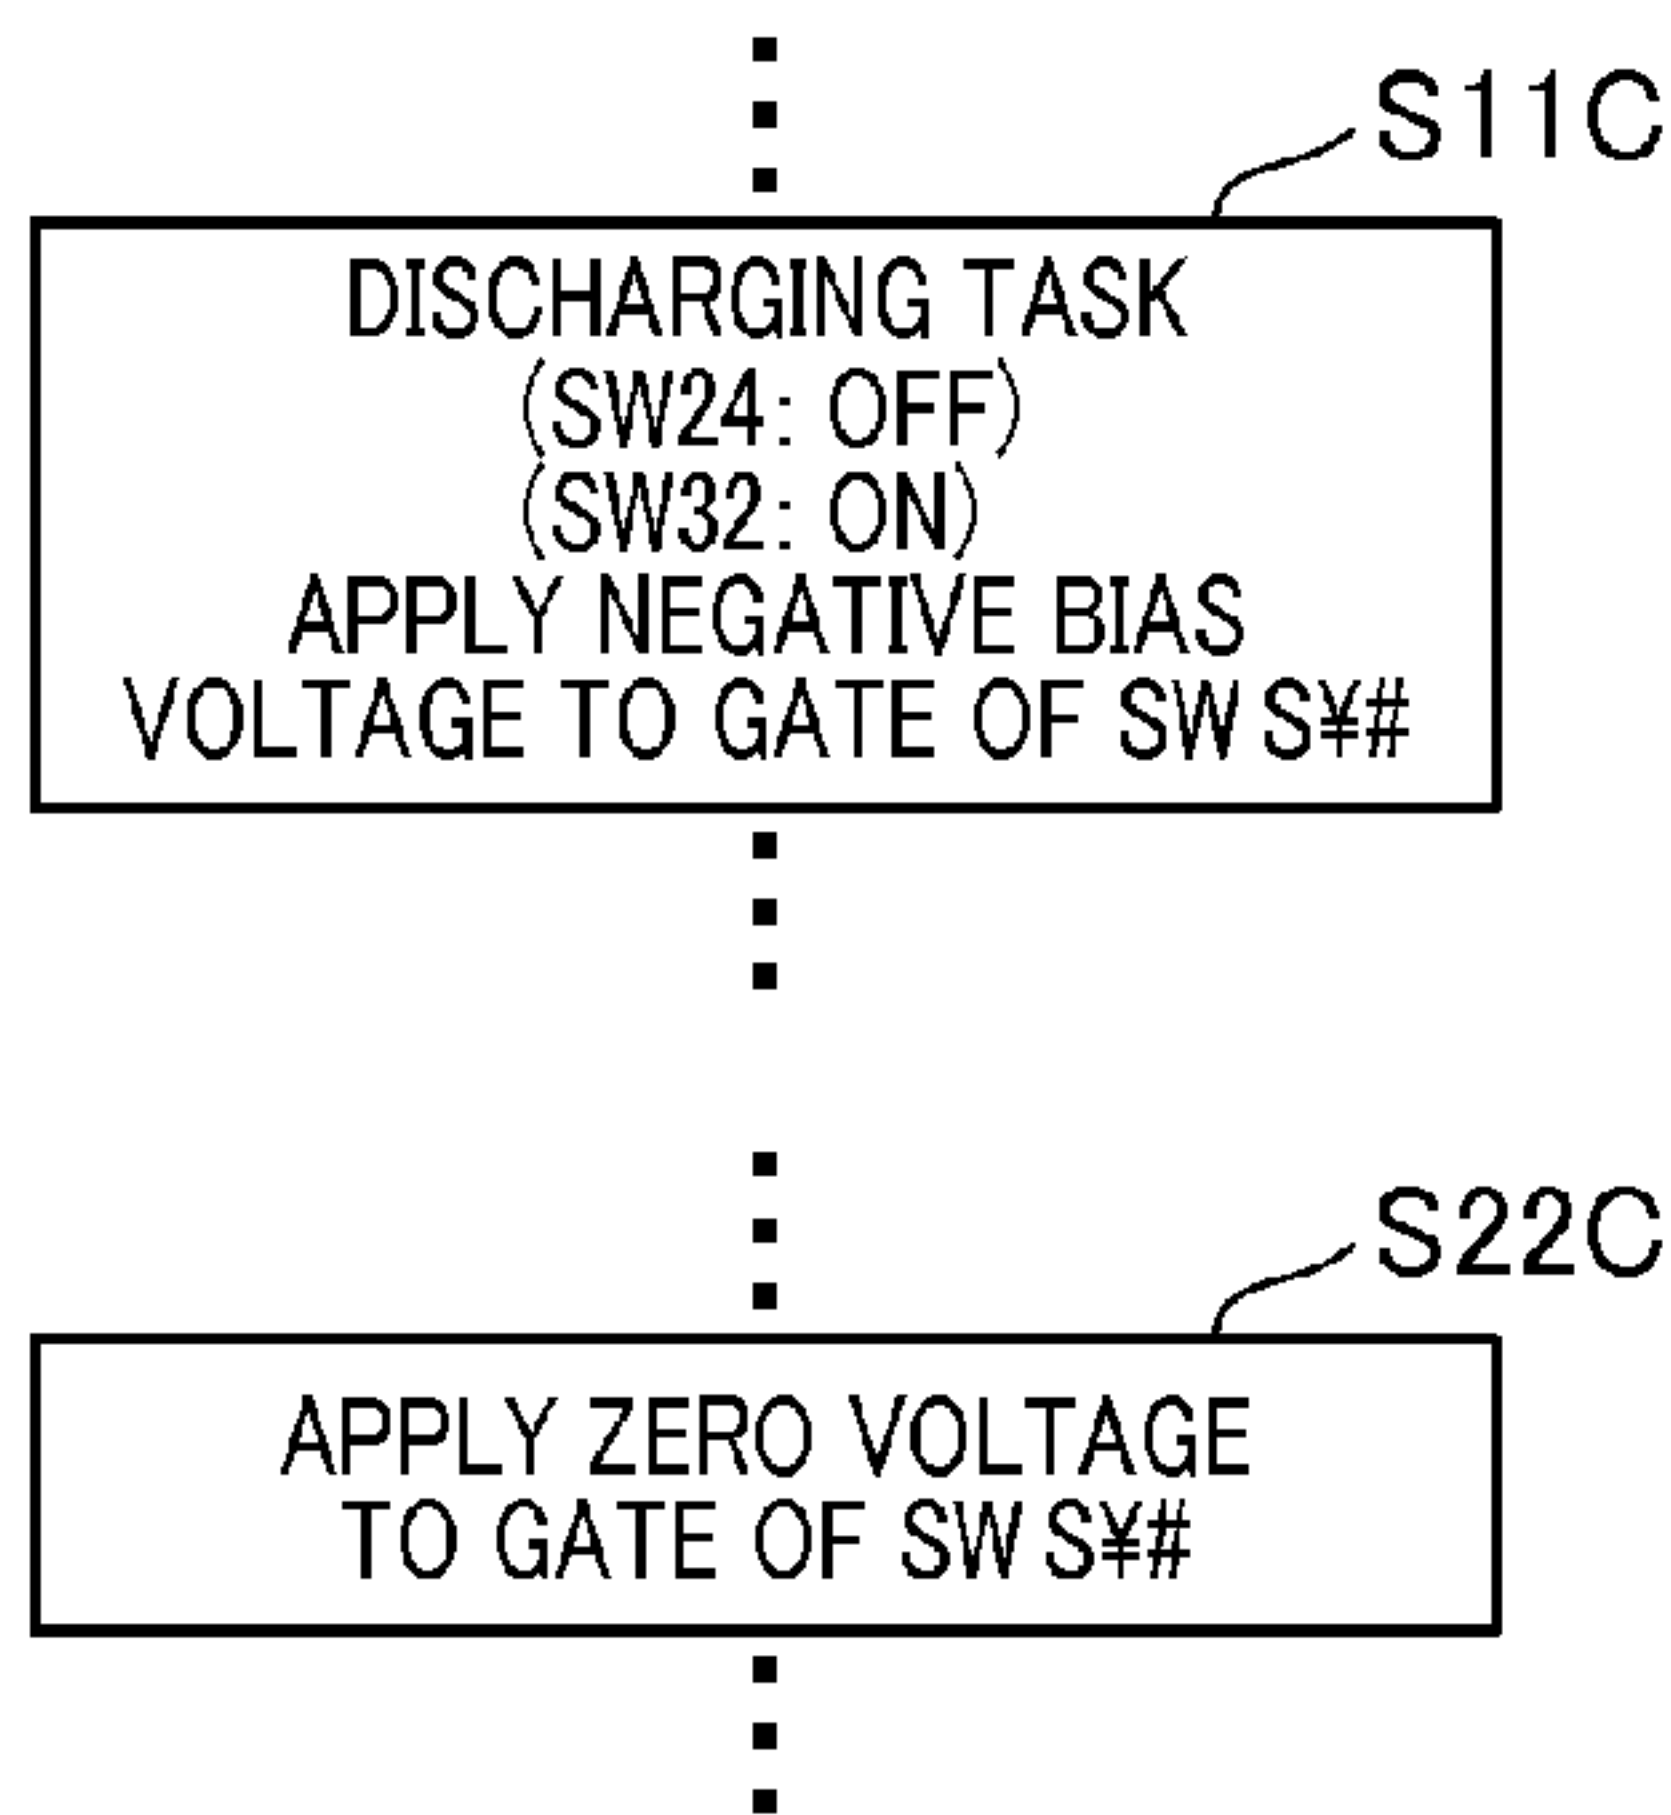 S11C
DISCHARGING TASK
(SW24: OFF)
(SW32: ON)
APPLY NEGATIVE BIAS
VOLTAGE TO GATE OF SW S¥#
S22C
APPLY ZERO VOLTAGE
TO GATE OF SW S¥#